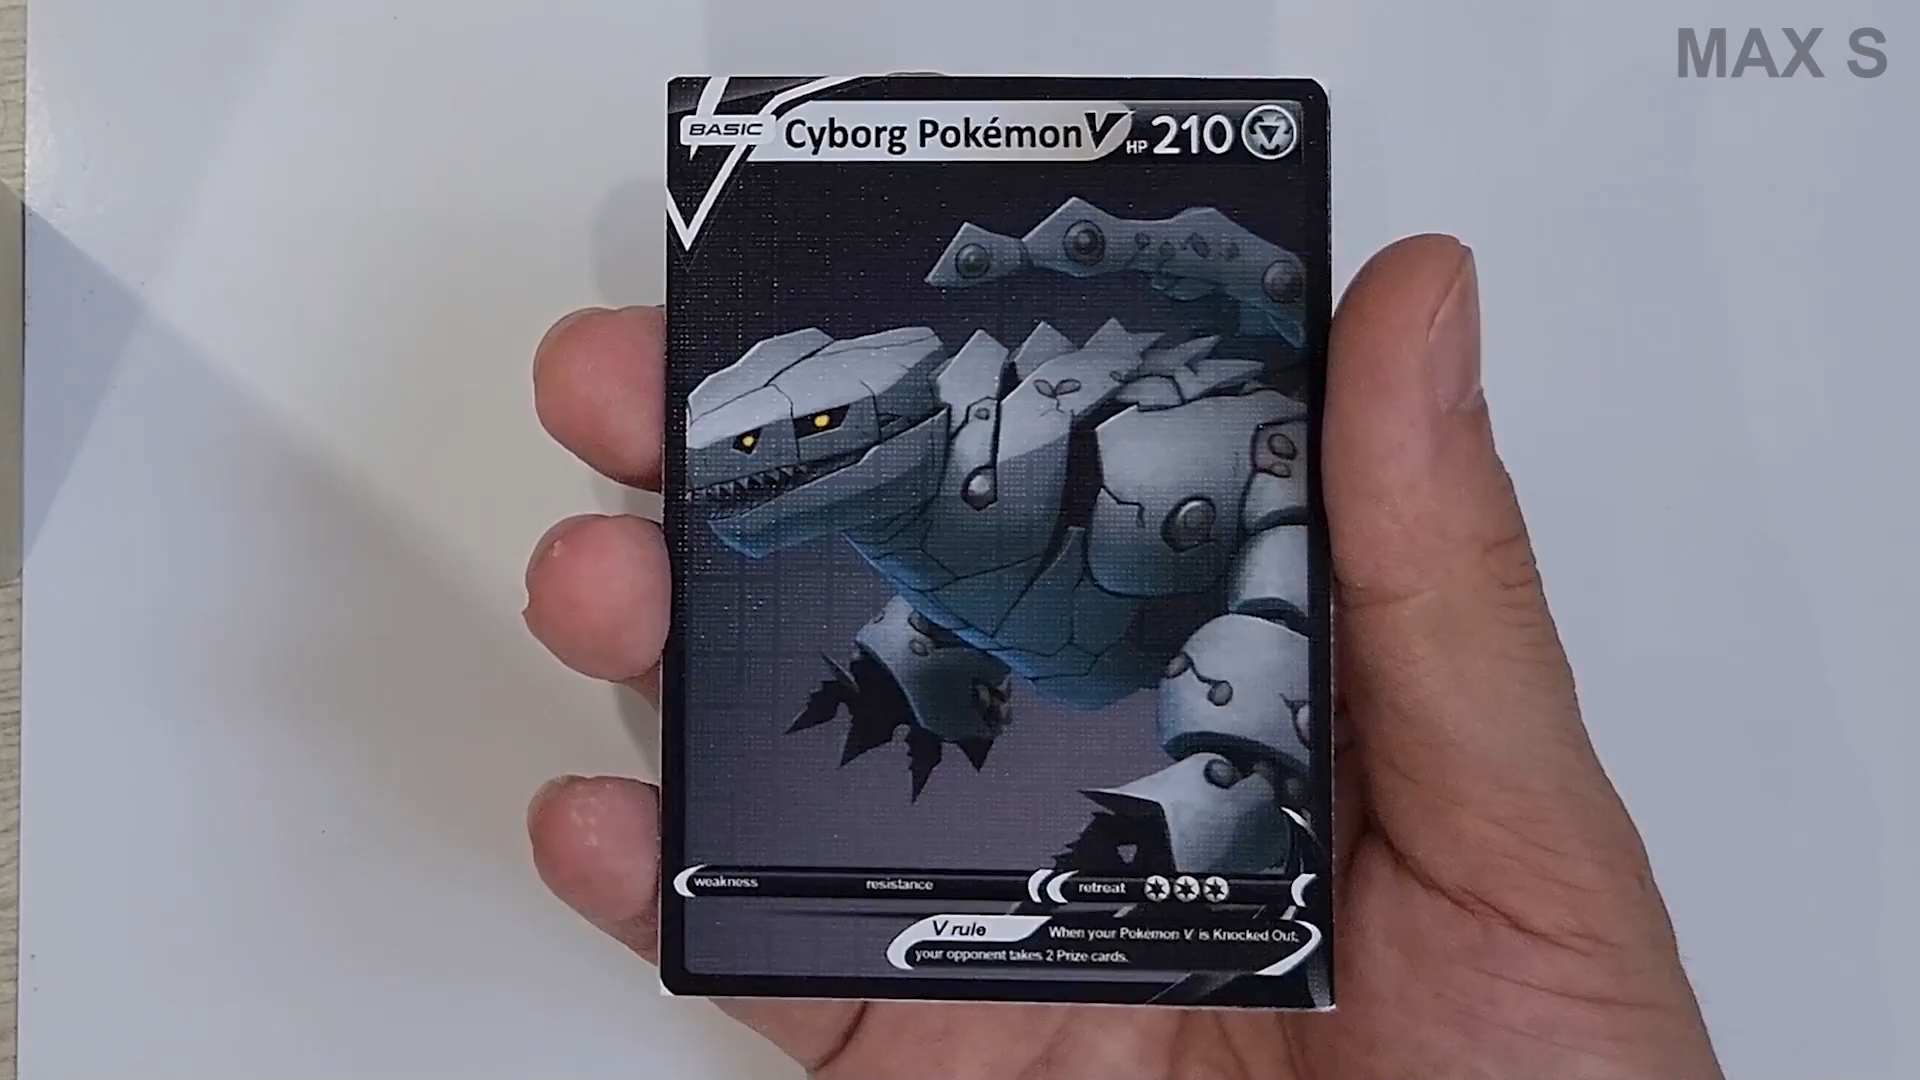 MAX S
BASIC Cyborg Pokémon V HP 210
weakness resistance retreat
V rule When your Pokémon V is Knocked Out,
your opponent takes 2 Prize cards.